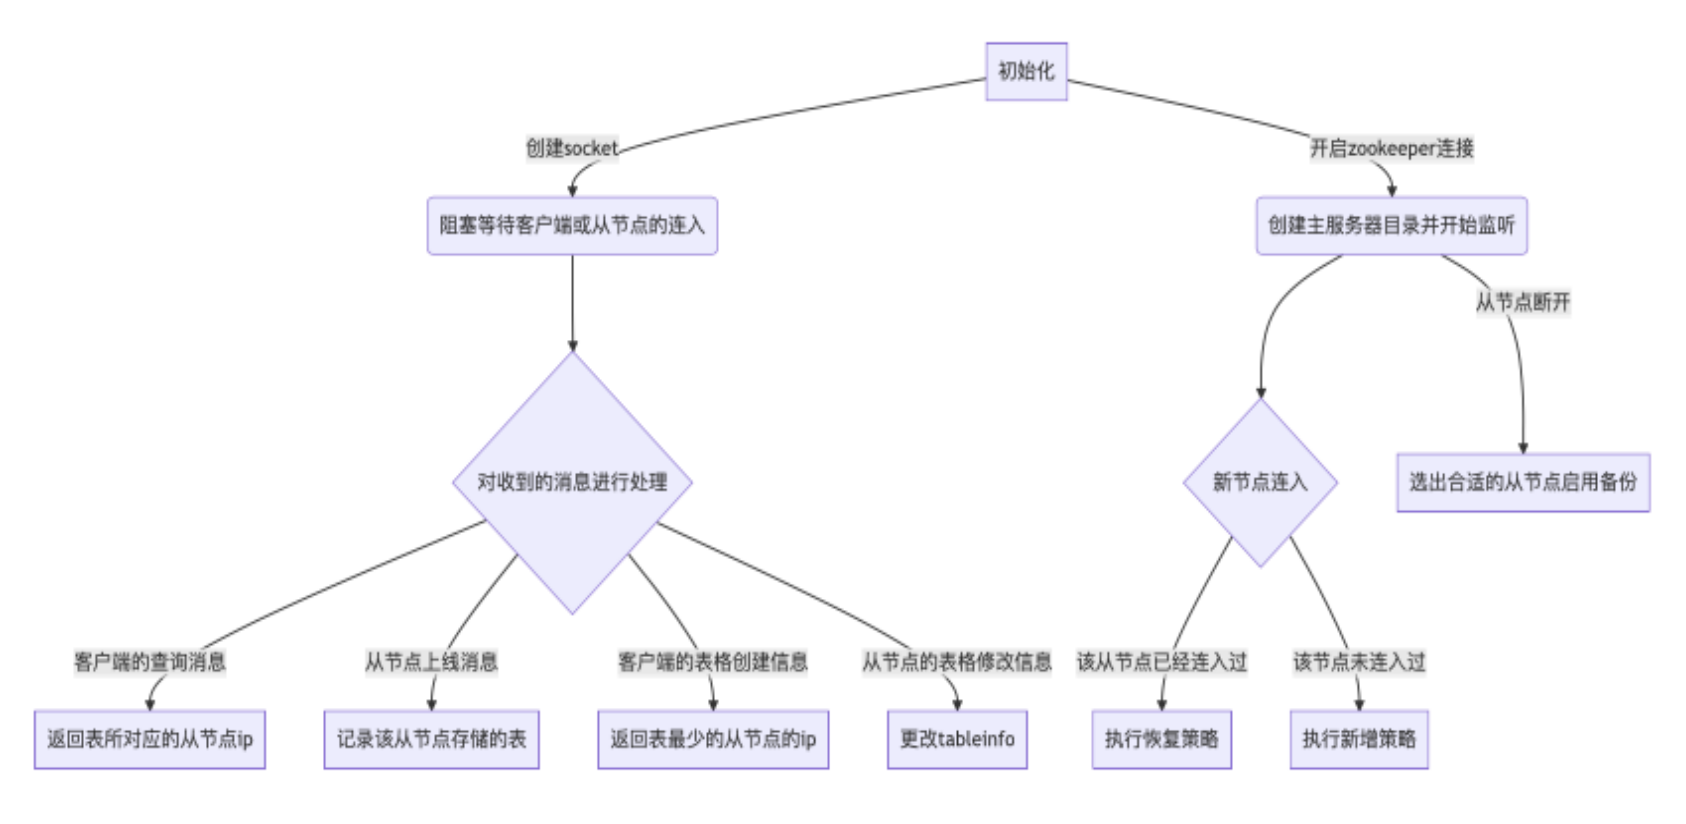 初始化
创建socket
开启zookeeper连接
阻塞等待客户端或从节点的连入
创建主服务器目录并开始监听
从节点断开
对收到的消息进行处理
新节点连入
选出合适的从节点启用备份
客户端的查询消息
从节点上线消息
客户端的表格创建信息
从节点的表格修改信息
该从节点已经连入过
该节点未连入过
返回表所对应的从节点ip
记录该从节点存储的表
返回表最少的从节点的ip
更改tableinfo
执行恢复策略
执行新增策略